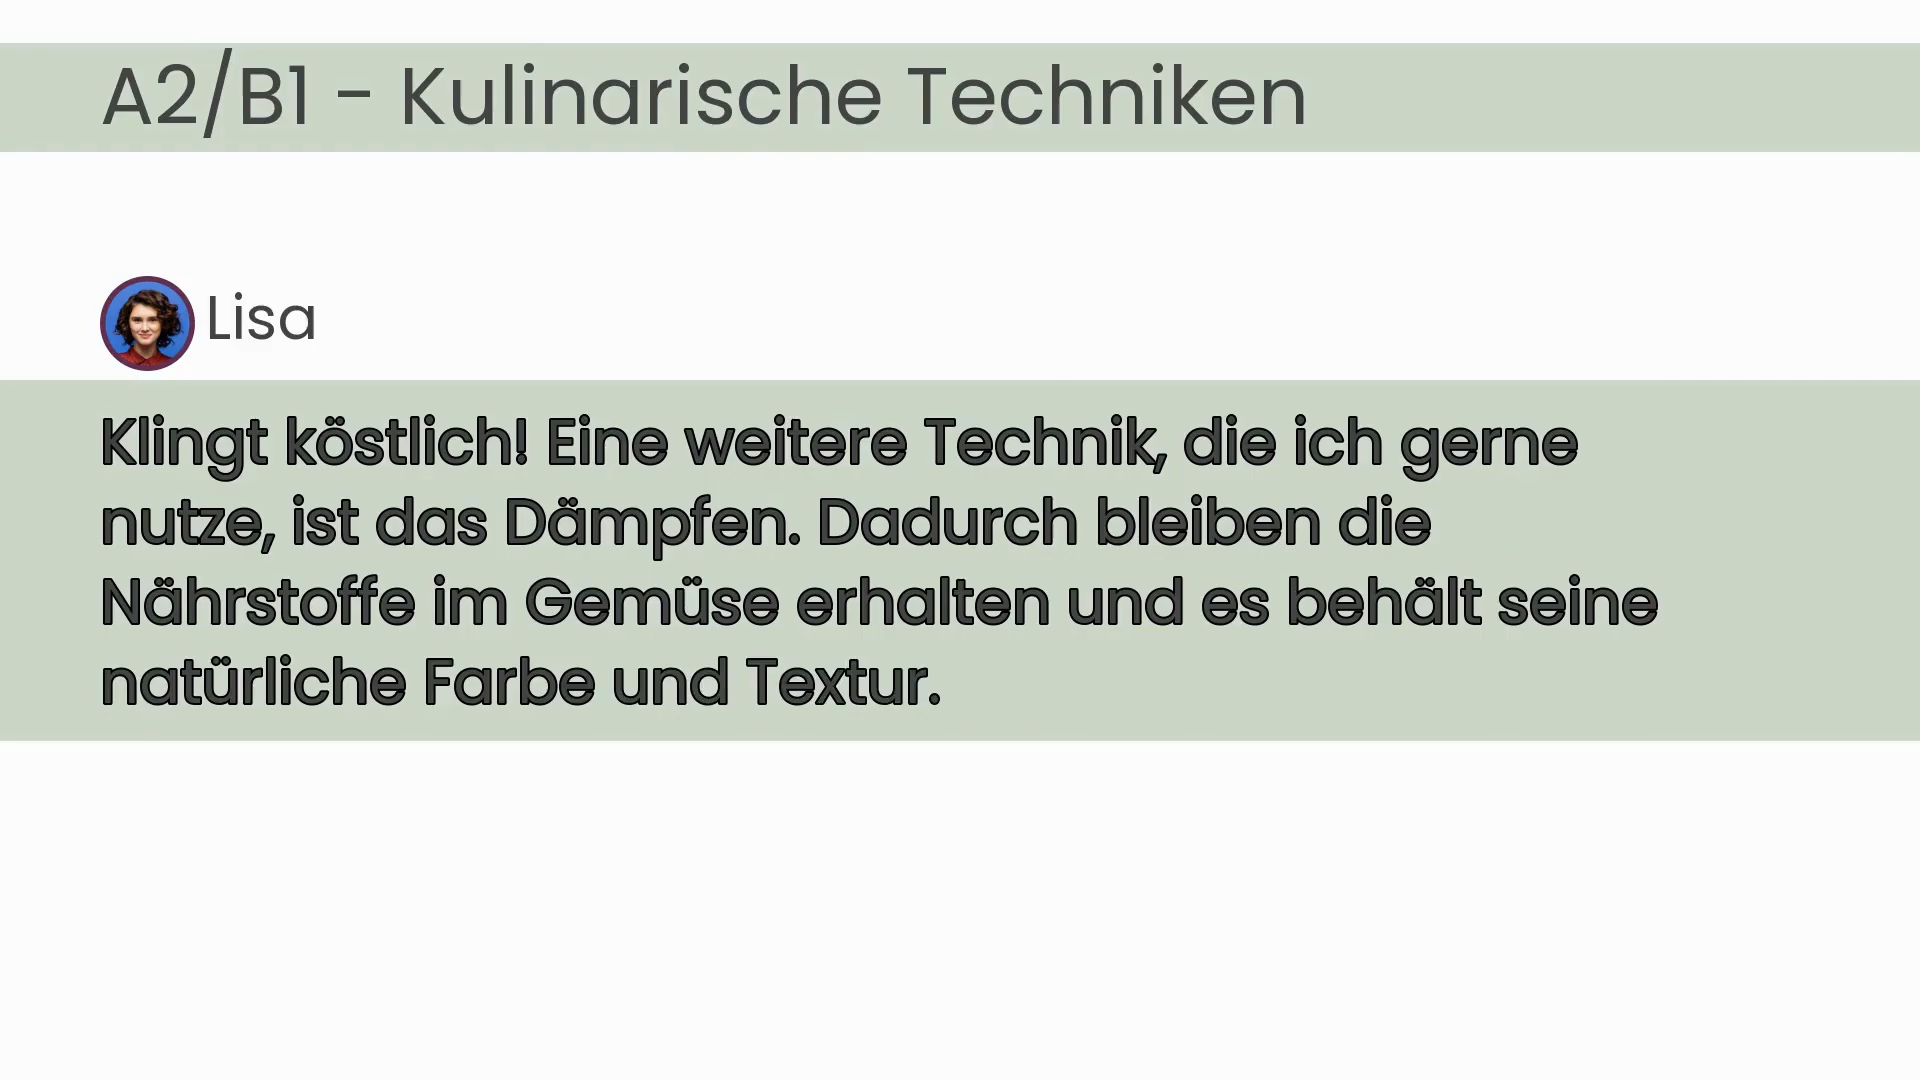 A2/B1 - Kulinarische Techniken
Lisa
Klingt köstlich! Eine weitere Technik, die ich gerne
nutze, ist das Dämpfen. Dadurch bleiben die
Nährstoffe im Gemüse erhalten und es behält seine
natürliche Farbe und Textur.